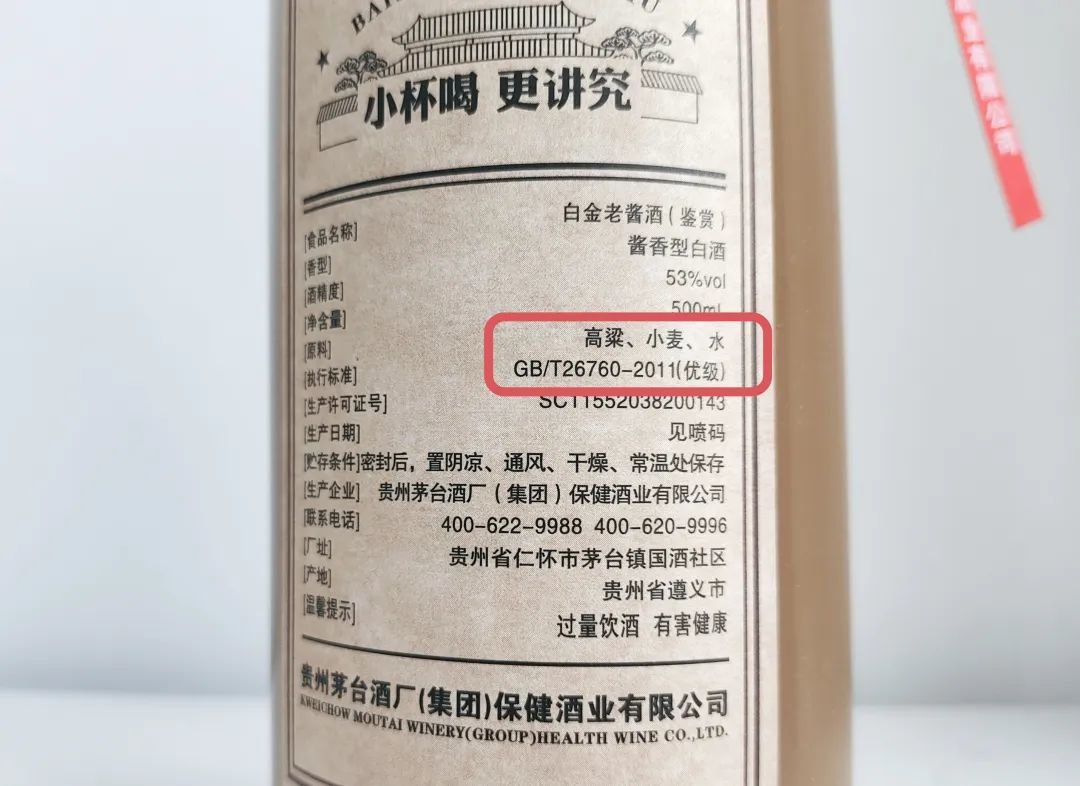 小杯喝 更讲究
[食品名称] 白金老酱酒(鉴赏)
[香型] 酱香型白酒
[酒精度] 53%vol
[净含量] 500ml
[原料] 高粱、小麦、水
[执行标准] GB/T26760-2011(优级)
[生产许可证号] SC11552038200143
[生产日期] 见喷码
[贮存条件]密封后，置阴凉、通风、干燥、常温处保存
[生产企业] 贵州茅台酒厂(集团)保健酒业有限公司
[联系电话] 400-622-9988 400-620-9996
[厂址] 贵州省仁怀市茅台镇国酒社区
[产地] 贵州省遵义市
[温馨提示] 过量饮酒 有害健康
贵州茅台酒厂(集团)保健酒业有限公司
KWEICHOW MOUTAI WINERY(GROUP)HEALTH WINE CO.,LTD.
业有限公司